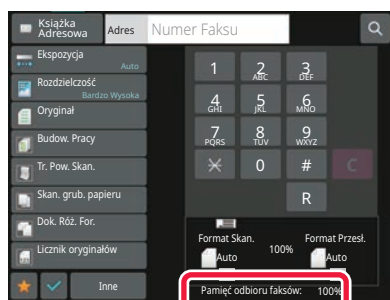 Książka
Adresowa
Adres
Numer Faksu
Ekspozycja
Auto
Rozdzielczość
Bardzo Wysoka
Oryginał
Budow. Pracy
Tr. Pow. Skan.
Skan. grub. papieru
Dok. Róż. For.
Licznik oryginałów
Inne
1
2
ABC
3
DEF
4
GHI
5
JKL
6
MNO
7
PQRS
8
TUV
9
WXYZ
0
#
C
R
Format Skan.
Auto
100%
Format Przesł.
Auto
Pamięć odbioru faksów: 100%